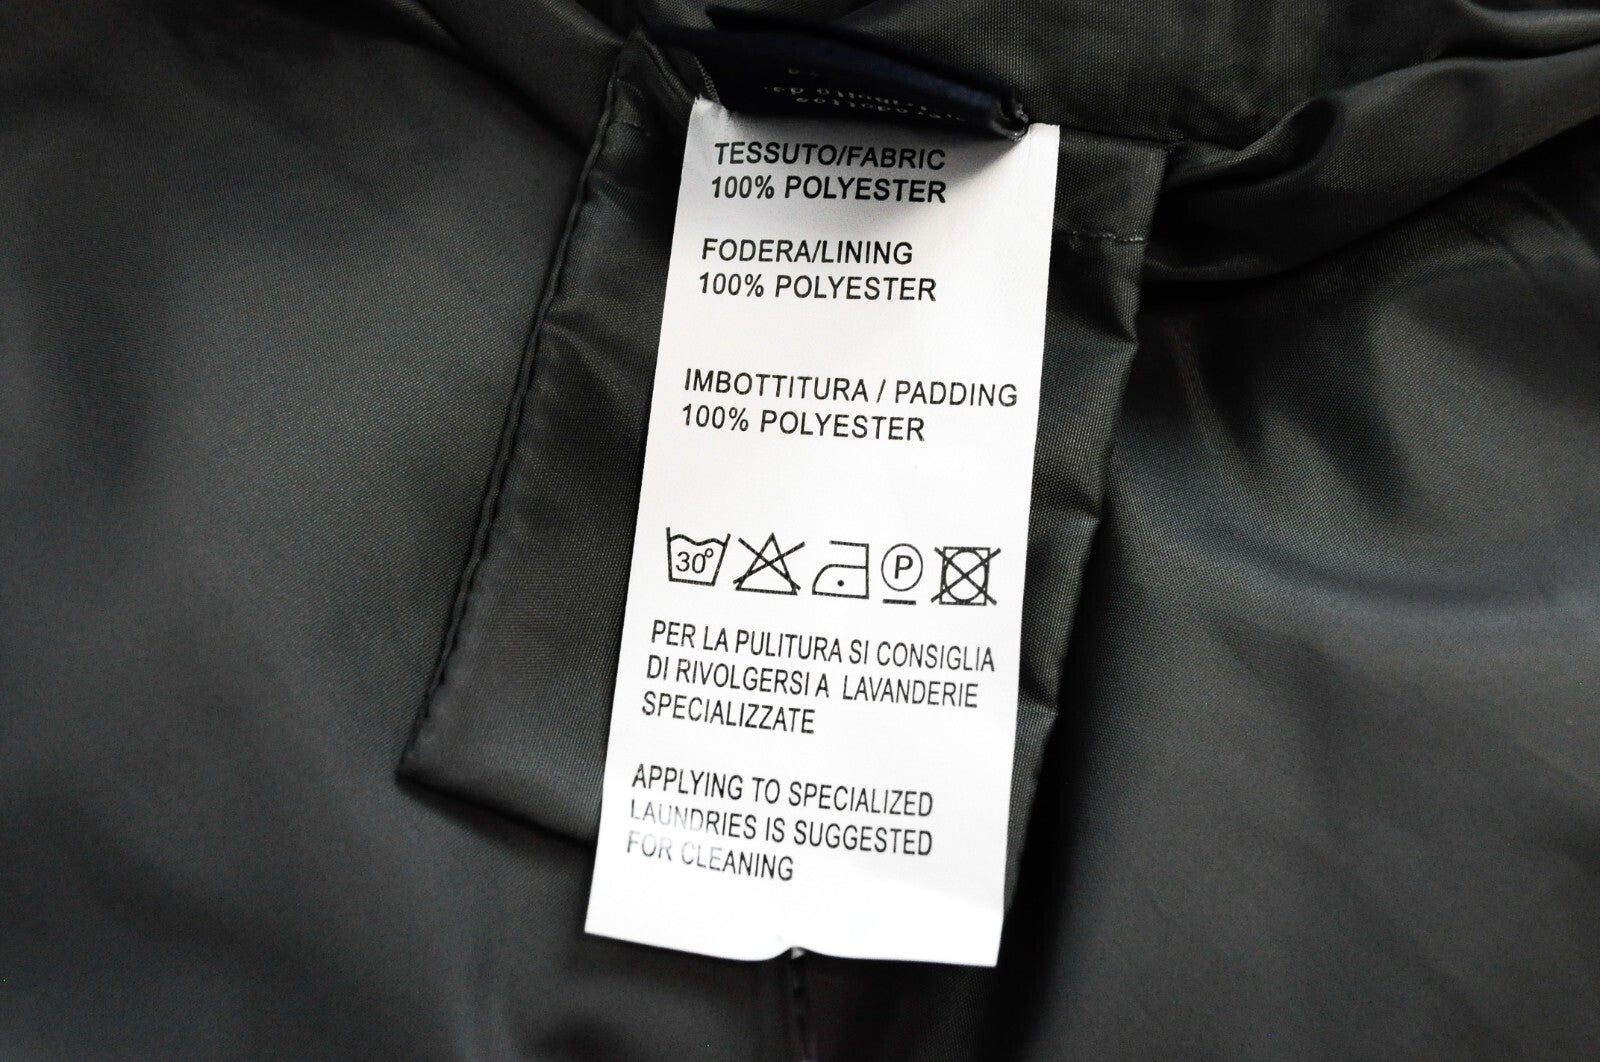 TESSUTO/FABRIC
100% POLYESTER
FODERA/LINING
100% POLYESTER
IMBOTTITURA / PADDING
100% POLYESTER
30°
P
PER LA PULITURA SI CONSIGLIA
DI RIVOLGERSI A LAVANDERIE
SPECIALIZZATE
APPLYING TO SPECIALIZED
LAUNDRIES IS SUGGESTED
FOR CLEANING